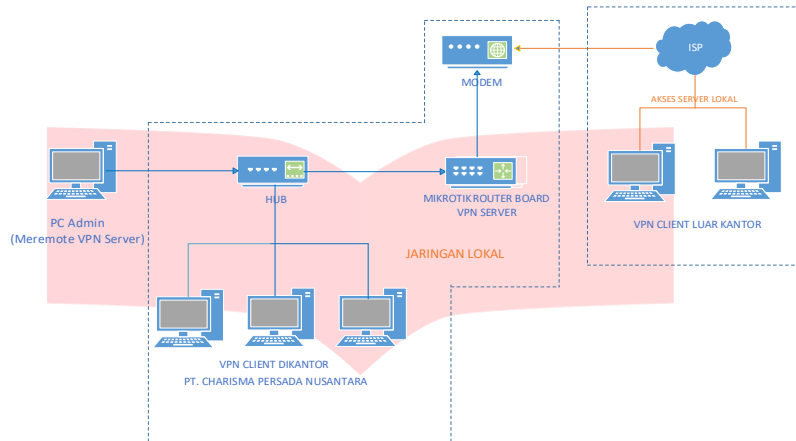 ISP
MODEM
AKSES SERVER LOKAL
HUB
MIKROTIK ROUTER BOARD
VPN SERVER
PC Admin
(Meremote VPN Server)
VPN CLIENT LUAR KANTOR
JARINGAN LOKAL
VPN CLIENT DIKANTOR
PT. CHARISMA PERSADA NUSANTARA